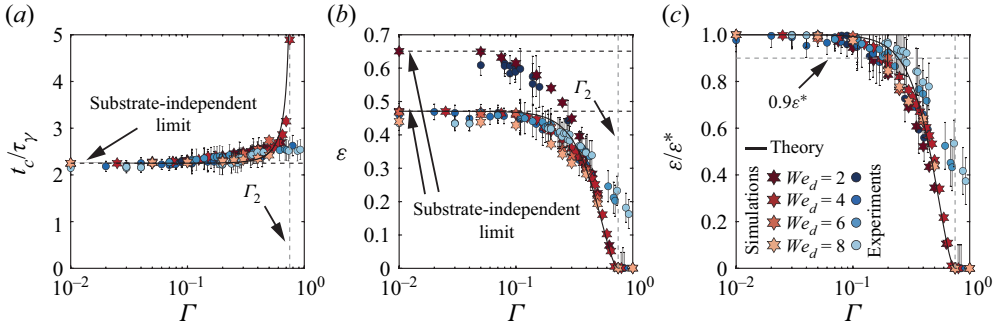 (a)
5
4
3
2
1
0
t_c/τ_γ
Substrate-independent
limit
Γ_2
10^−2
10^−1
10^0
Γ
(b)
0.7
0.6
0.5
0.4
0.3
0.2
0.1
0
ε
Γ_2
Substrate-independent
limit
10^−2
10^−1
10^0
Γ
(c)
1.0
0.8
0.6
0.4
0.2
0
ε/ε*
0.9ε*
Theory
Simulations
We_d = 2
We_d = 4
We_d = 6
We_d = 8
Experiments
10^−2
10^−1
10^0
Γ